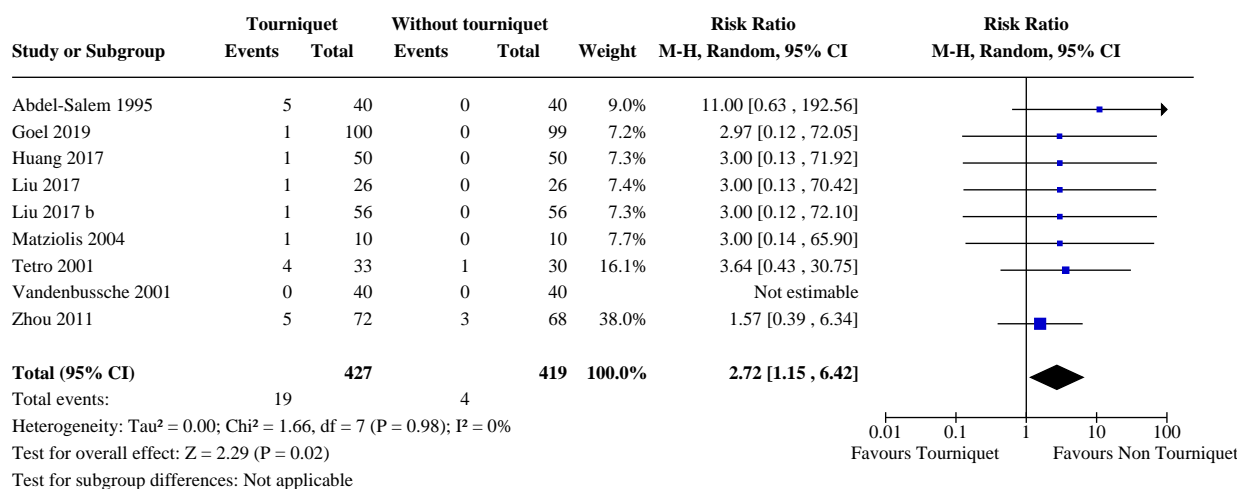 Tourniquet Without tourniquet Risk Ratio Risk Ratio
Study or Subgroup Events Total Events Total Weight M-H, Random, 95% CI M-H, Random, 95% CI
Abdel-Salem 1995 5 40 0 40 9.0% 11.00 [0.63 , 192.56]
Goel 2019 1 100 0 99 7.2% 2.97 [0.12 , 72.05]
Huang 2017 1 50 0 50 7.3% 3.00 [0.13 , 71.92]
Liu 2017 1 26 0 26 7.4% 3.00 [0.13 , 70.42]
Liu 2017 b 1 56 0 56 7.3% 3.00 [0.12 , 72.10]
Matziolis 2004 1 10 0 10 7.7% 3.00 [0.14 , 65.90]
Tetro 2001 4 33 1 30 16.1% 3.64 [0.43 , 30.75]
Vandenbussche 2001 0 40 0 40 Not estimable
Zhou 2011 5 72 3 68 38.0% 1.57 [0.39 , 6.34]
Total (95% CI) 427 419 100.0% 2.72 [1.15 , 6.42]
Total events: 19 4
Heterogeneity: Tau² = 0.00; Chi² = 1.66, df = 7 (P = 0.98); I² = 0%
0.01 0.1 1 10 100
Test for overall effect: Z = 2.29 (P = 0.02)
Favours Tourniquet Favours Non Tourniquet
Test for subgroup differences: Not applicable